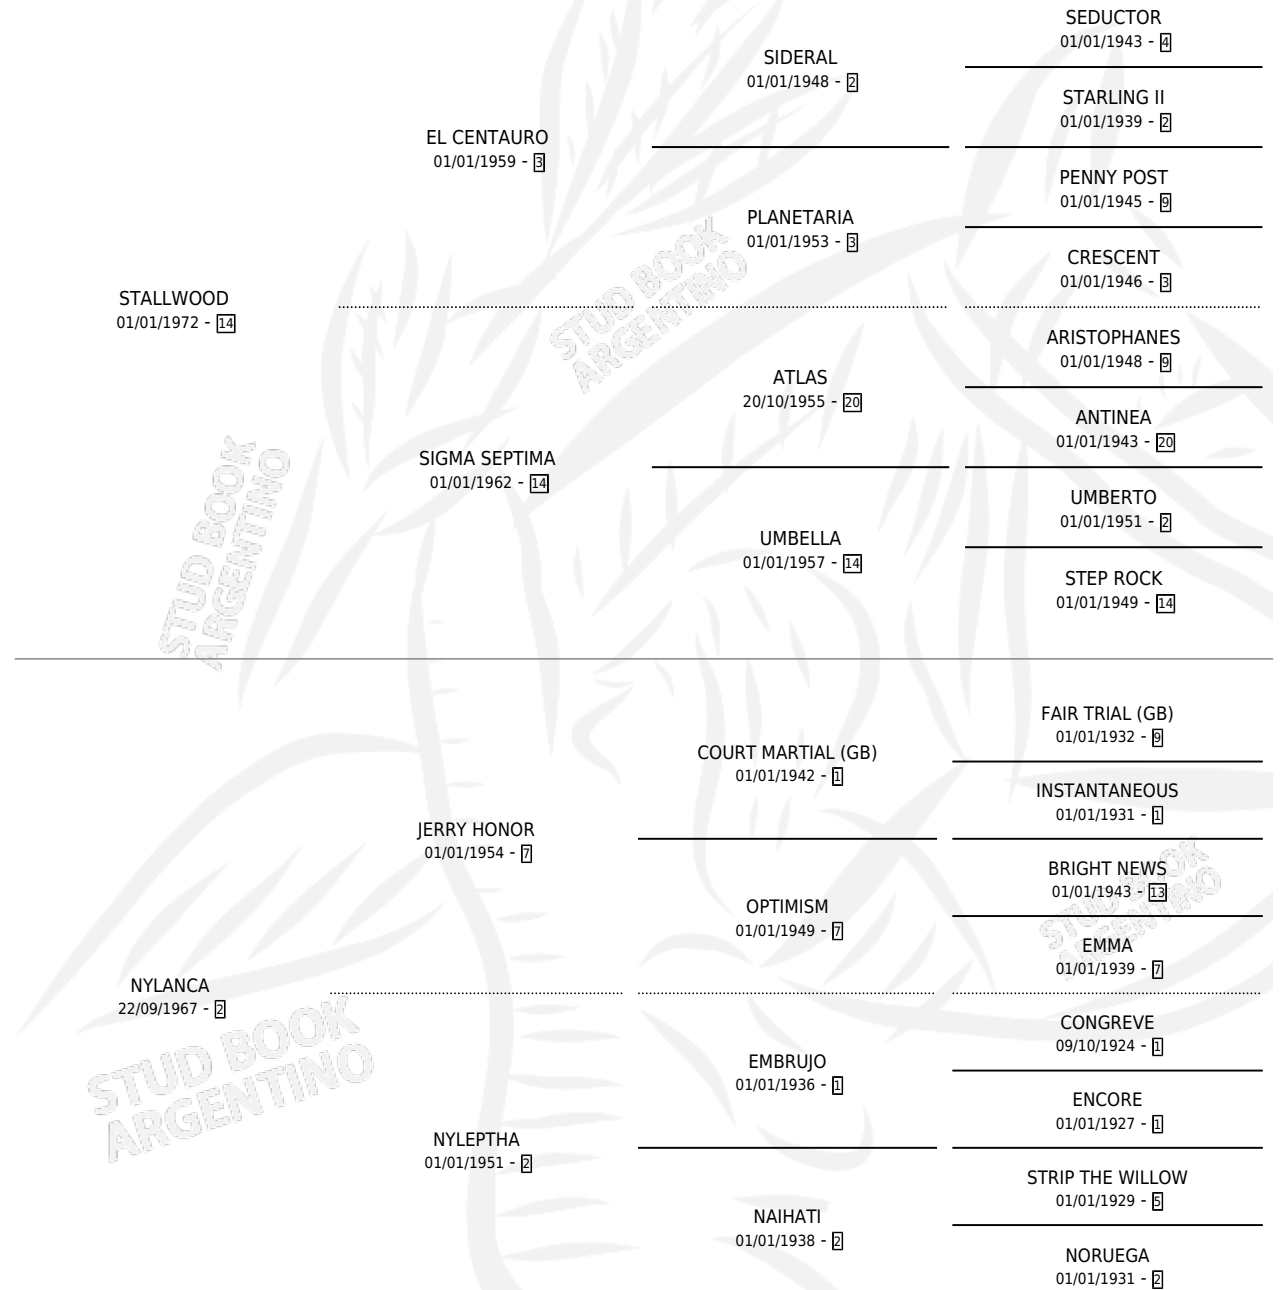 SEDUCTOR
01/01/1943 - 4
SIDERAL
01/01/1948 - 2
STARLING II
01/01/1939 - 2
EL CENTAURO
01/01/1959 - 3
PENNY POST
01/01/1945 - 9
PLANETARIA
01/01/1953 - 3
CRESCENT
01/01/1946 - 3
STALLWOOD
01/01/1972 - 14
ARISTOPHANES
01/01/1948 - 9
ATLAS
20/10/1955 - 20
ANTINEA
01/01/1943 - 20
SIGMA SEPTIMA
01/01/1962 - 14
UMBERTO
01/01/1951 - 2
UMBELLA
01/01/1957 - 14
STEP ROCK
01/01/1949 - 14
FAIR TRIAL (GB)
01/01/1932 - 9
COURT MARTIAL (GB)
01/01/1942 - 1
INSTANTANEOUS
01/01/1931 - 1
JERRY HONOR
01/01/1954 - 7
BRIGHT NEWS
01/01/1943 - 13
OPTIMISM
01/01/1949 - 7
EMMA
01/01/1939 - 7
NYLANCA
22/09/1967 - 2
CONGREVE
09/10/1924 - 1
EMBRUJO
01/01/1936 - 1
ENCORE
01/01/1927 - 1
NYLEPTHA
01/01/1951 - 2
STRIP THE WILLOW
01/01/1929 - 5
NAIHATI
01/01/1938 - 2
NORUEGA
01/01/1931 - 2
STUD BOOK
ARGENTINO
STUD BOOK
ARGENTINO
STUD BOOK
ARGENTINO
STUD BOOK
ARGENTINO